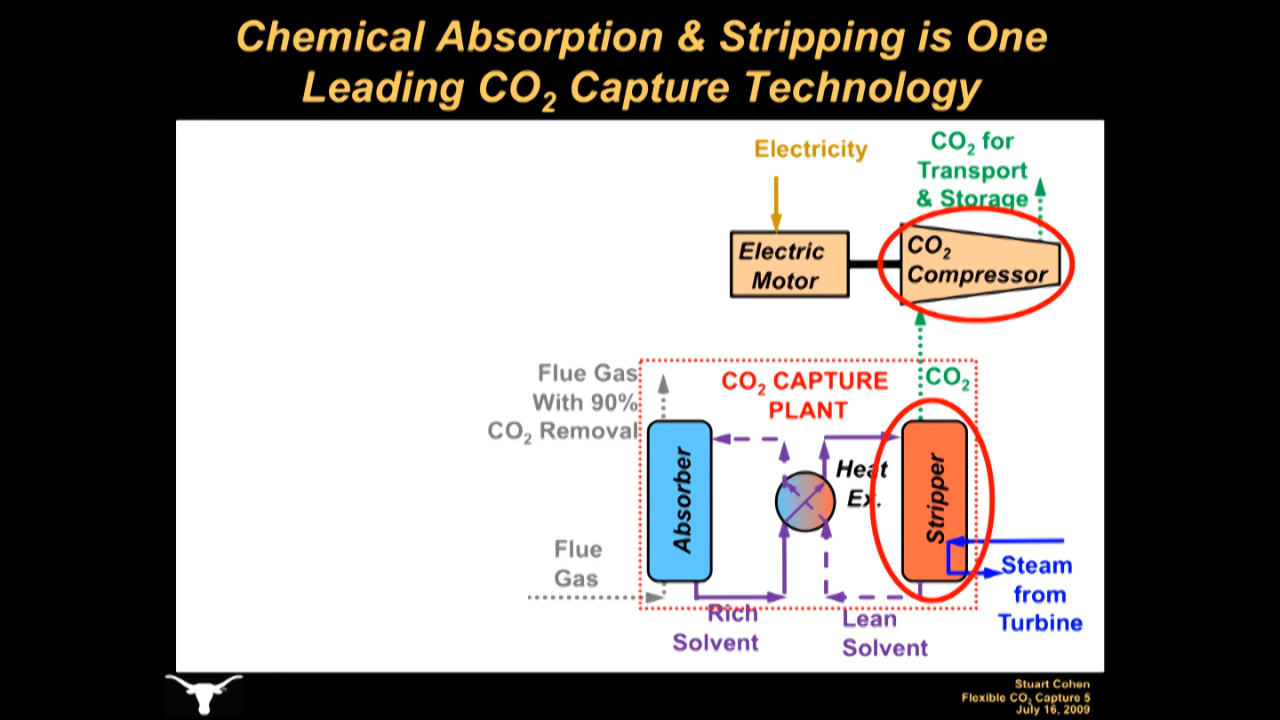 Chemical Absorption & Stripping is One
Leading CO₂ Capture Technology
Electricity
CO₂ for
Transport
& Storage
Electric
Motor
CO₂
Compressor
Flue Gas
With 90%
CO₂ Removal
CO₂ CAPTURE
PLANT
CO₂
Absorber
Heat
Ex.
Stripper
Flue
Gas
Steam
from
Turbine
Rich
Solvent
Lean
Solvent
Stuart Cohen
Flexible CO₂ Capture 5
July 16, 2009